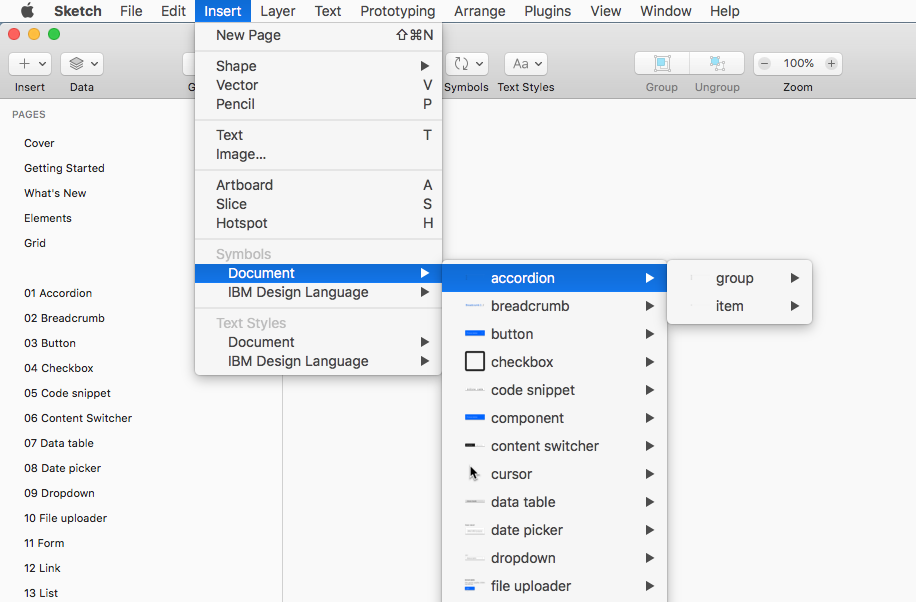 Sketch File Edit Insert Layer Text Prototyping Arrange Plugins View Window Help
Insert
Data
G
Symbols
Aa
Text Styles
Group
Ungroup
100%
Zoom
PAGES
Cover
Getting Started
What's New
Elements
Grid
01 Accordion
02 Breadcrumb
03 Button
04 Checkbox
05 Code snippet
06 Content Switcher
07 Data table
08 Date picker
09 Dropdown
10 File uploader
11 Form
12 Link
13 List
New Page ⇧⌘N
Shape
Vector V
Pencil P
Text T
Image...
Artboard A
Slice S
Hotspot H
Symbols
Document
IBM Design Language
Text Styles
Document
IBM Design Language
accordion
breadcrumb
button
checkbox
code snippet
component
content switcher
cursor
data table
date picker
dropdown
file uploader
group
item